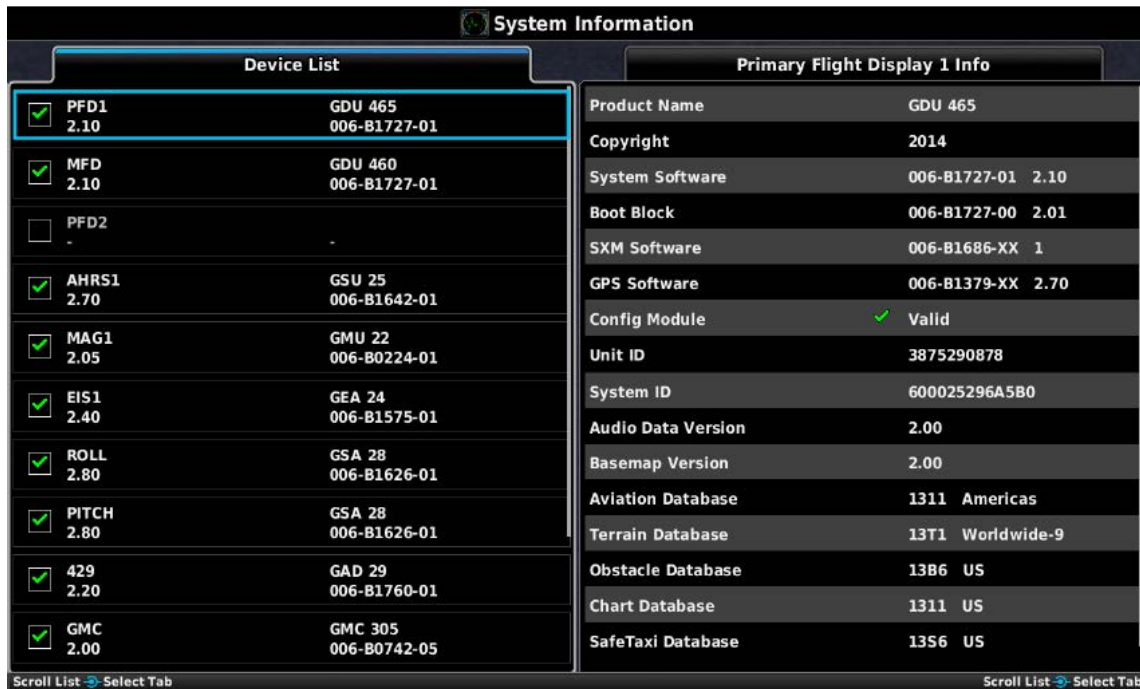 System Information
Device List
PFD1 GDU 465
2.10 006-B1727-01
MFD GDU 460
2.10 006-B1727-01
PFD2
- -
AHRS1 GSU 25
2.70 006-B1642-01
MAG1 GMU 22
2.05 006-B0224-01
EIS1 GEA 24
2.40 006-B1575-01
ROLL GSA 28
2.80 006-B1626-01
PITCH GSA 28
2.80 006-B1626-01
429 GAD 29
2.20 006-B1760-01
GMC GMC 305
2.00 006-B0742-05
Scroll List Select Tab
Primary Flight Display 1 Info
Product Name GDU 465
Copyright 2014
System Software 006-B1727-01 2.10
Boot Block 006-B1727-00 2.01
SXM Software 006-B1686-XX 1
GPS Software 006-B1379-XX 2.70
Config Module Valid
Unit ID 3875290878
System ID 600025296A5B0
Audio Data Version 2.00
Basemap Version 2.00
Aviation Database 1311 Americas
Terrain Database 13T1 Worldwide-9
Obstacle Database 13B6 US
Chart Database 1311 US
SafeTaxi Database 13S6 US
Scroll List Select Tab